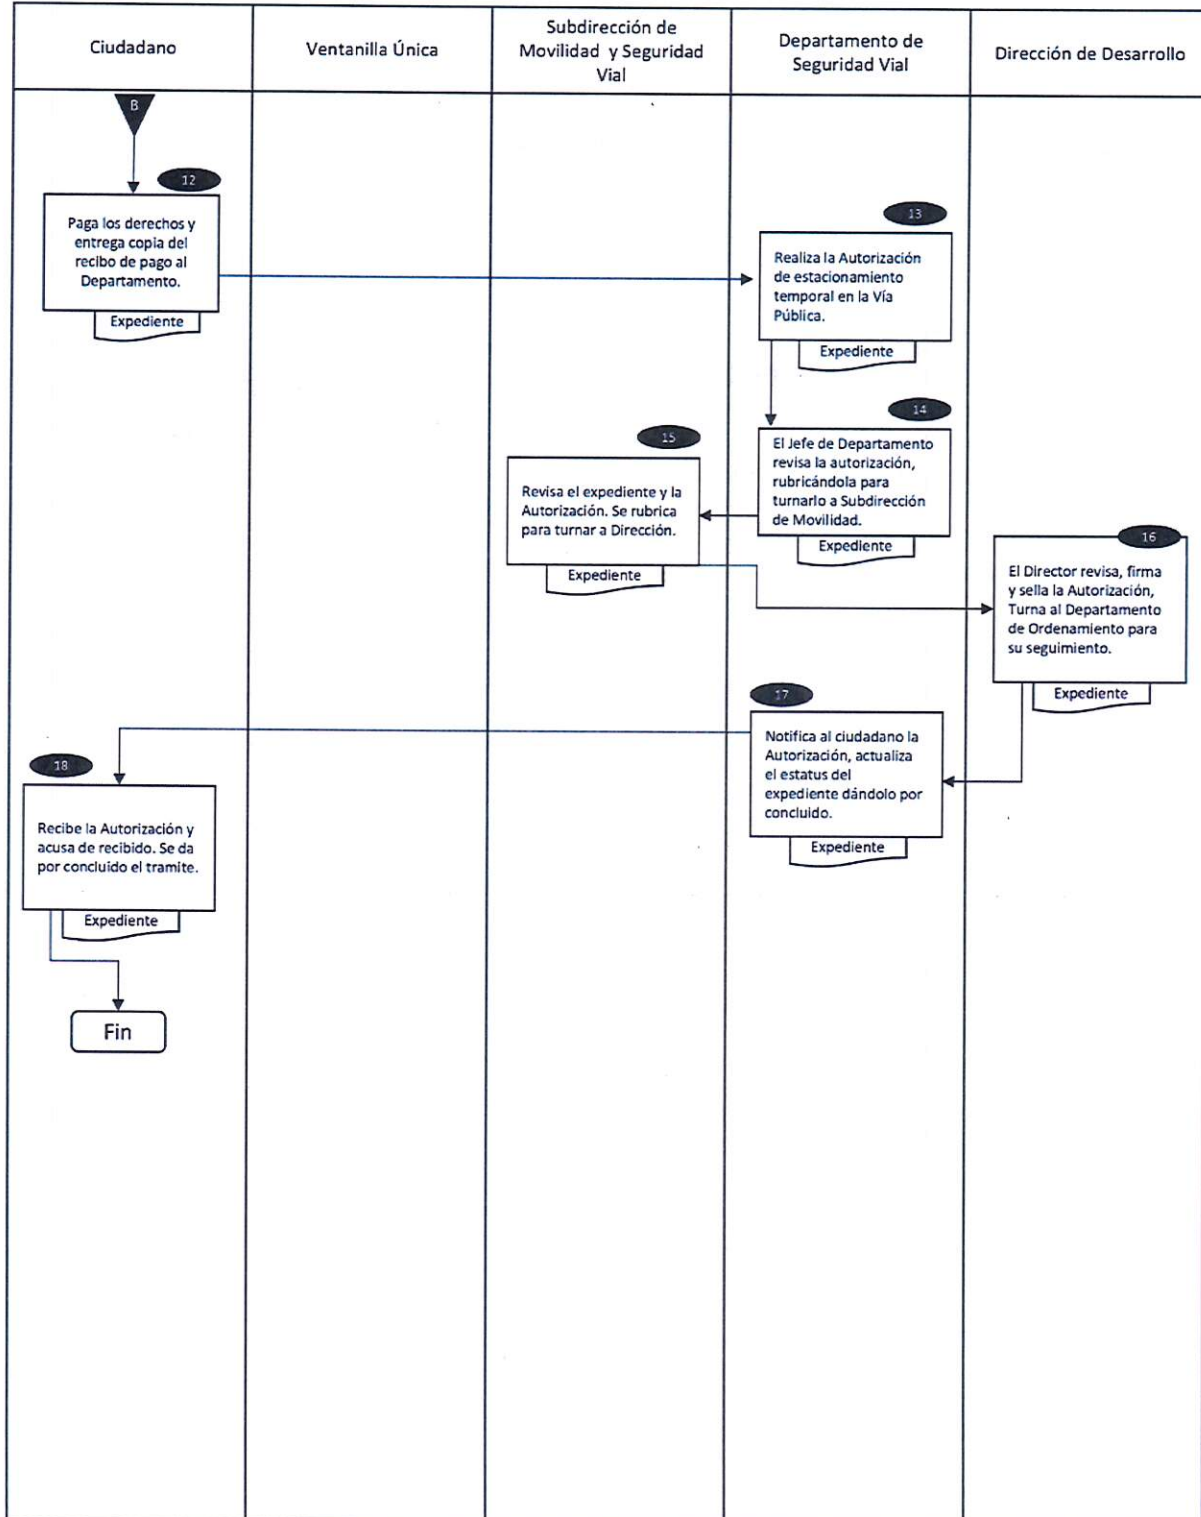 Ciudadano
Ventanilla Única
Subdirección de
Movilidad y Seguridad
Vial
Departamento de
Seguridad Vial
Dirección de Desarrollo
B
12
Paga los derechos y
entrega copia del
recibo de pago al
Departamento.
Expediente
13
Realiza la Autorización
de estacionamiento
temporal en la Vía
Pública.
Expediente
14
El Jefe de Departamento
revisa la autorización,
rubricándola para
turnarlo a Subdirección
de Movilidad.
Expediente
15
Revisa el expediente y la
Autorización. Se rubrica
para turnar a Dirección.
Expediente
16
El Director revisa, firma
y sella la Autorización,
Turna al Departamento
de Ordenamiento para
su seguimiento.
Expediente
17
Notifica al ciudadano la
Autorización, actualiza
el estatus del
expediente dándolo por
concluido.
Expediente
18
Recibe la Autorización y
acusa de recibido. Se da
por concluido el tramite.
Expediente
Fin